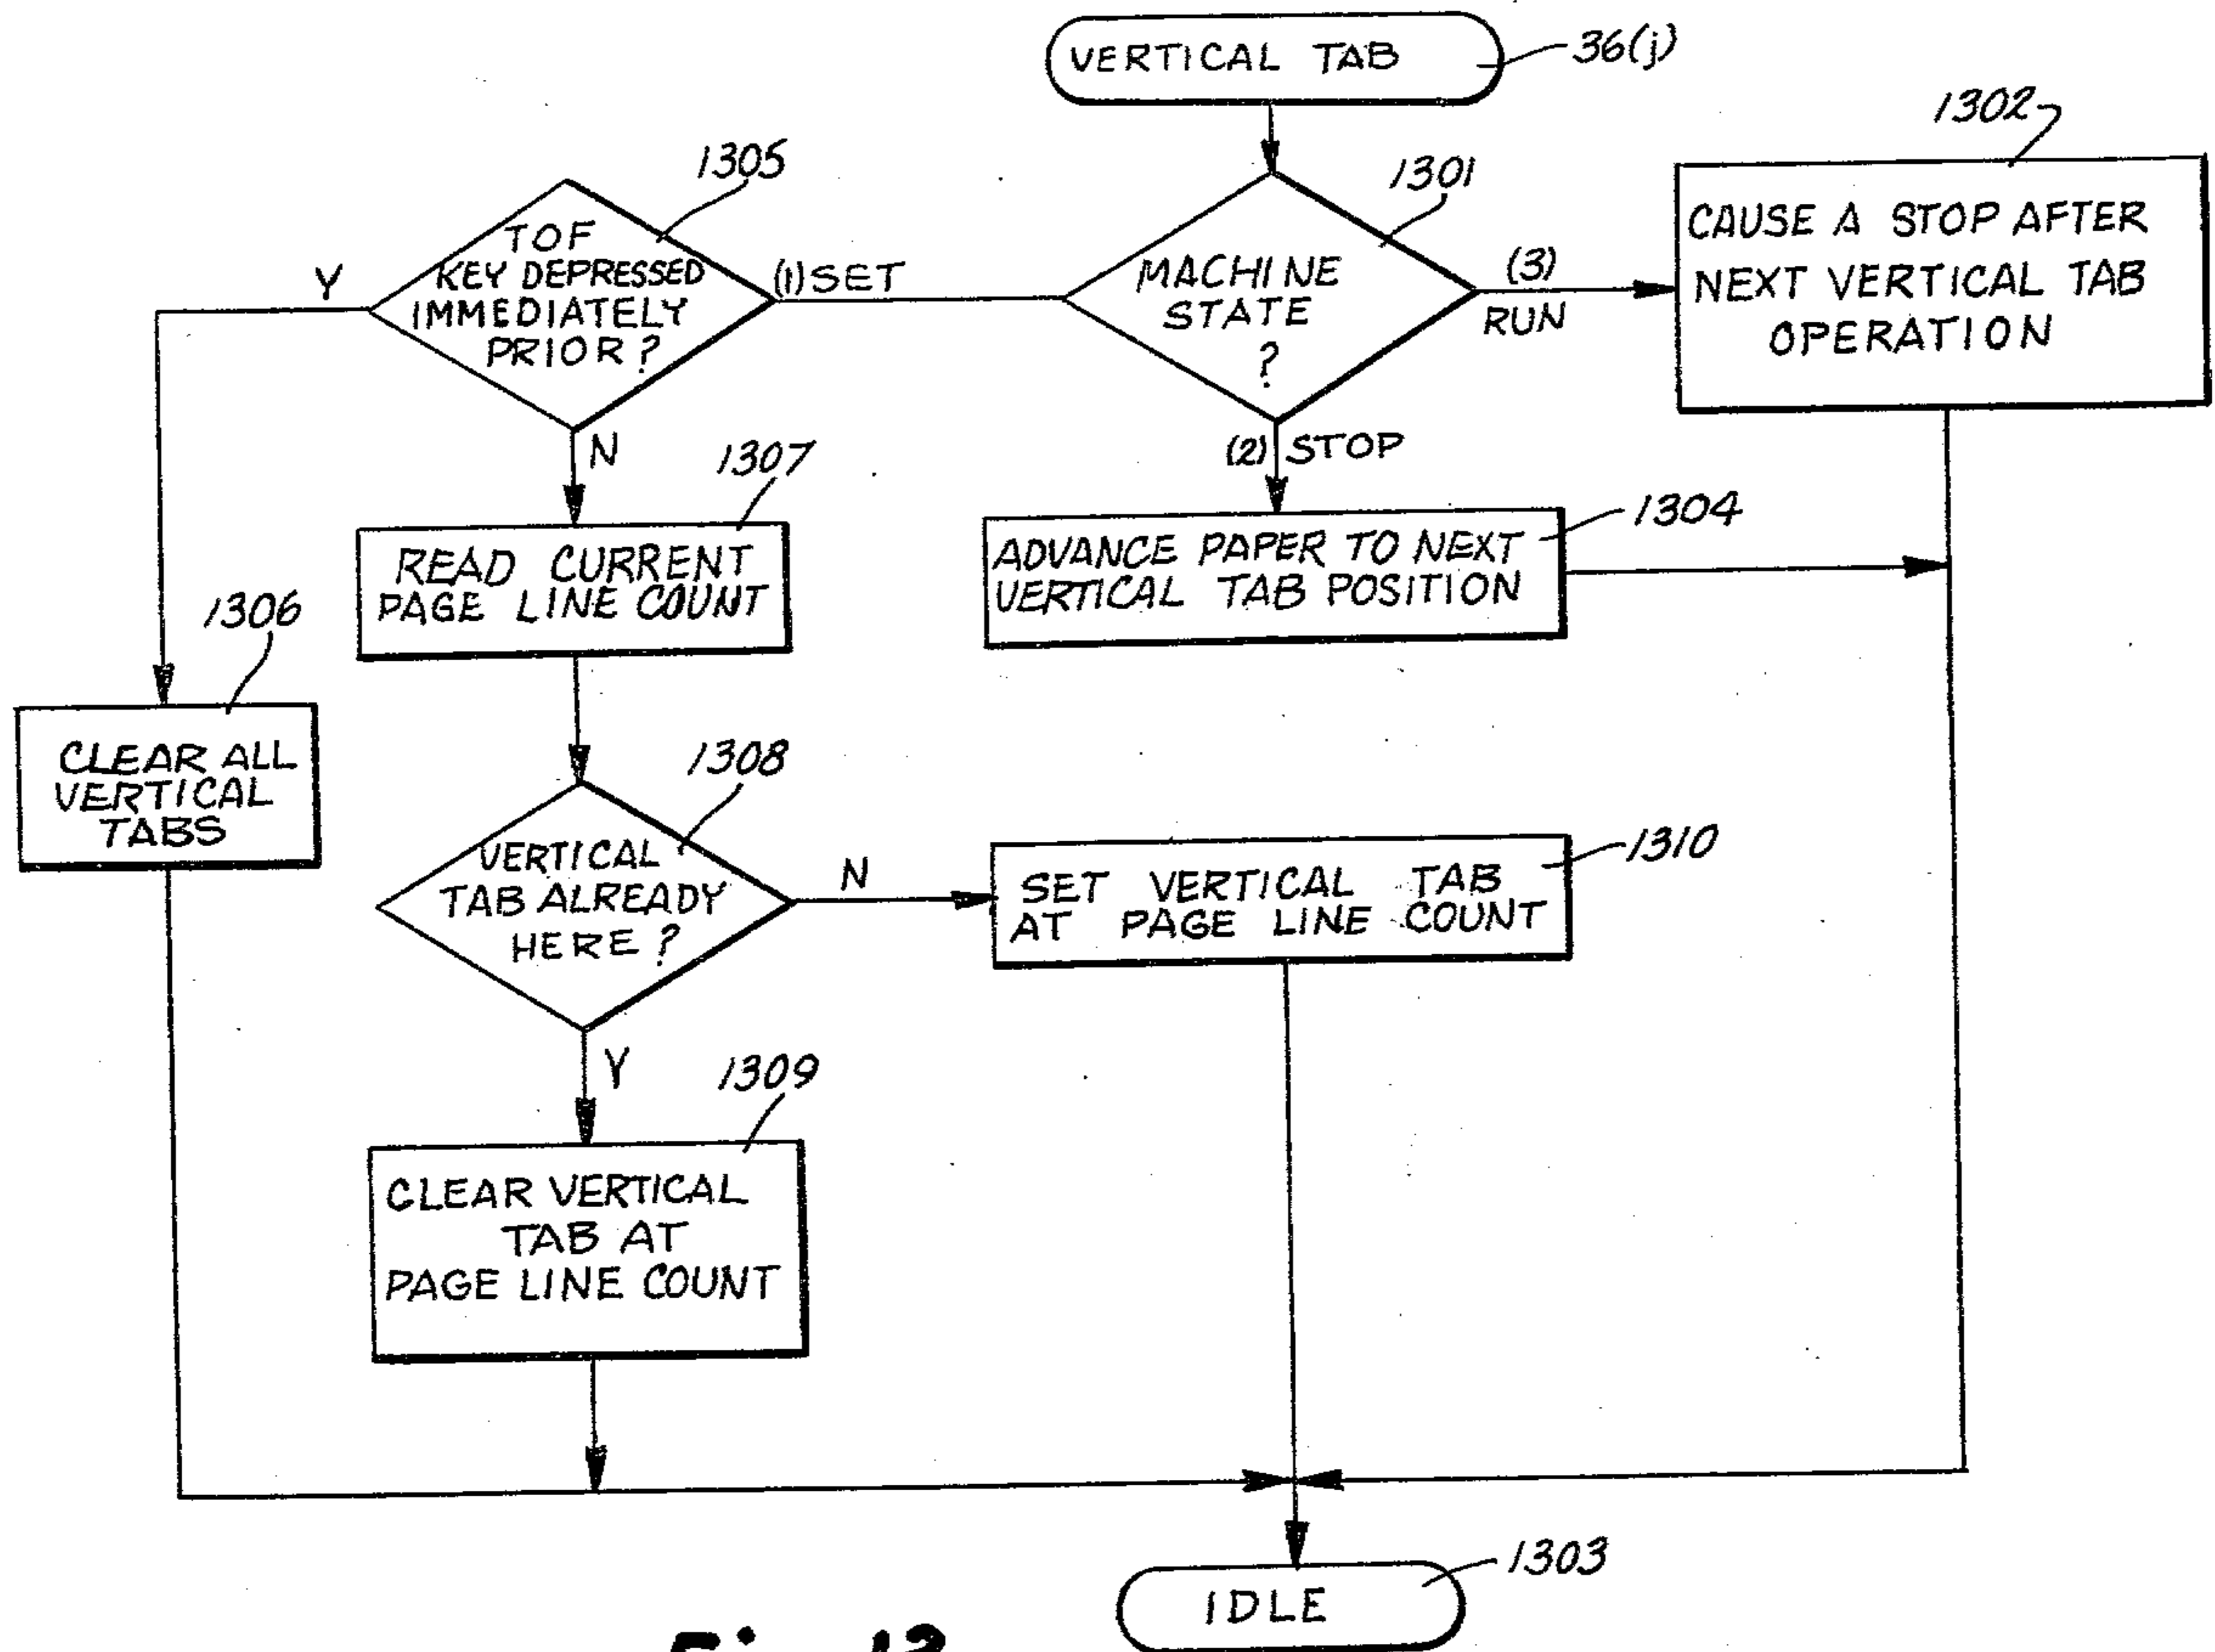 VERTICAL TAB
36(j)
1302
1305
1301
TOF
KEY DEPRESSED
IMMEDIATELY
PRIOR?
Y
(1) SET
MACHINE
STATE
?
(3)
RUN
CAUSE A STOP AFTER
NEXT VERTICAL TAB
OPERATION
N
(2) STOP
1307
1304
READ CURRENT
PAGE LINE COUNT
ADVANCE PAPER TO NEXT
VERTICAL TAB POSITION
1306
CLEAR ALL
VERTICAL
TABS
1308
VERTICAL
TAB ALREADY
HERE?
N
1310
SET VERTICAL TAB
AT PAGE LINE COUNT
Y
1309
CLEAR VERTICAL
TAB AT
PAGE LINE COUNT
1303
IDLE